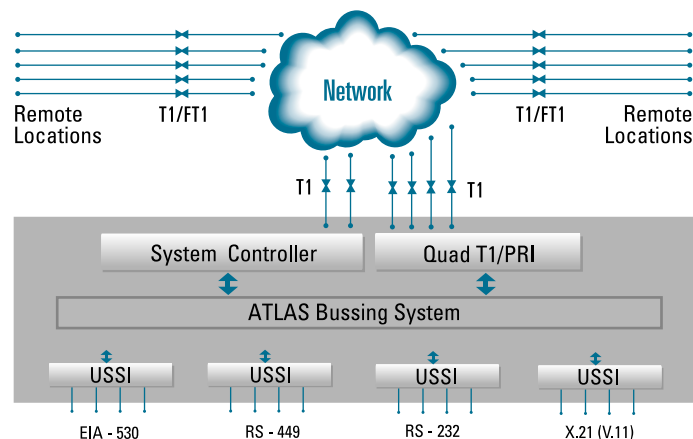 Network
Remote
Locations
T1/FT1
T1/FT1
Remote
Locations
T1
T1
System Controller
Quad T1/PRI
ATLAS Bussing System
USSI
USSI
USSI
USSI
EIA - 530
RS - 449
RS - 232
X.21 (V.11)